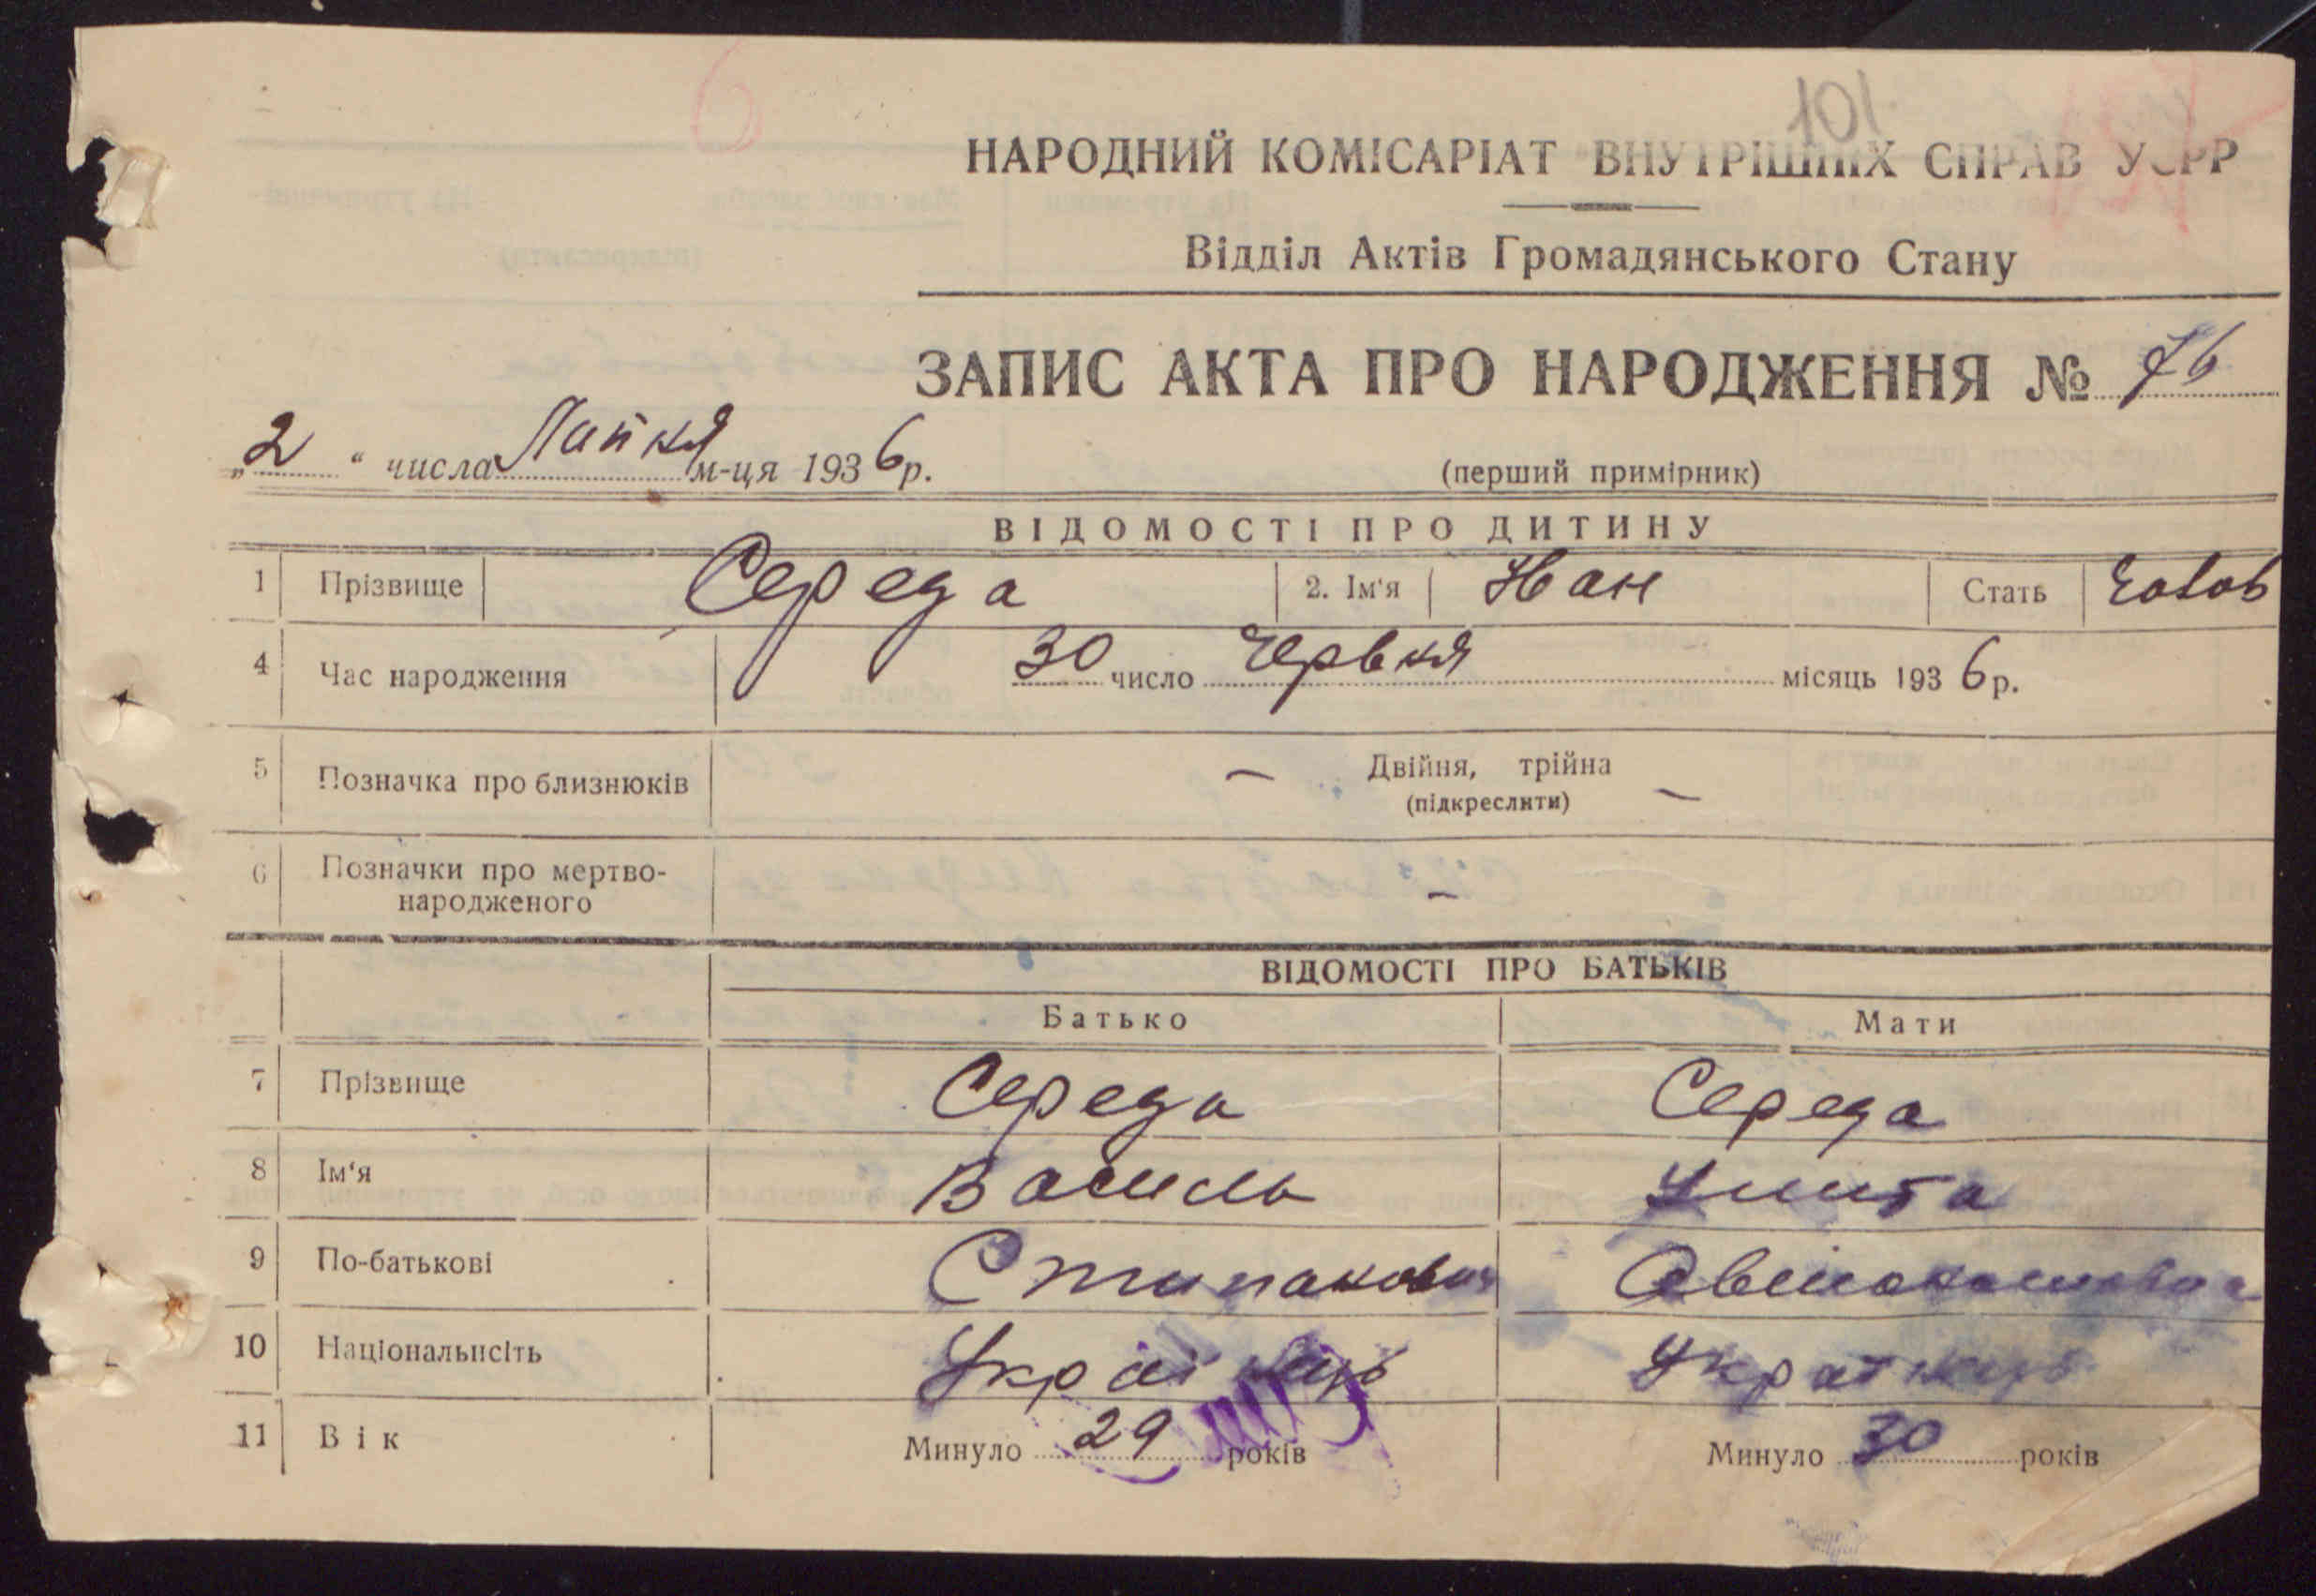 101
НАРОДНИЙ КОМІСАРІАТ ВНУТРІШНІХ СПРАВ УСРР
Відділ Актів Громадянського Стану
ЗАПИС АКТА ПРО НАРОДЖЕННЯ № 76
„2“ числа Липня м-ця 1936 р.
(перший примірник)
ВІДОМОСТІ ПРО ДИТИНУ
1 Прізвище Середа 2. Ім'я Іван Стать Чолов
4 Час народження 30 число Червня місяць 1936 р.
5 Позначка про близнюків — Двійня, трійна —
(підкреслити)
6 Позначки про мертво-
народженого —
ВІДОМОСТІ ПРО БАТЬКІВ
Батько Мати
7 Прізвище Середа Середа
8 Ім'я Василь
9 По-батькові
10 Національність Українець Українець
11 Вік Минуло 29 років Минуло 30 років